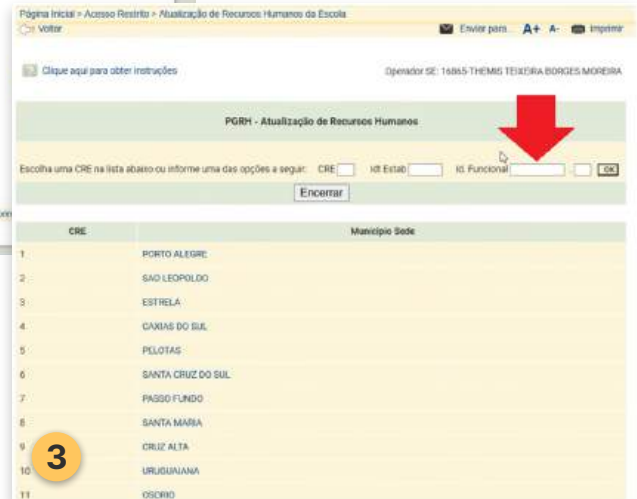 Página Inicial > Acesso Restrito > Atualização de Recursos Humanos da Escola
Voltar
Enviar para... A+ A- Imprimir
Clique aqui para obter instruções
Operador SE: 16865-THEMIS TEIXEIRA BORGES MOREIRA
PGRH - Atualização de Recursos Humanos
Escolha uma CRE na lista abaixo ou informe uma das opções a seguir: CRE Idt Estab Id. Funcional OK
Encerrar
CRE Município Sede
1 PORTO ALEGRE
2 SAO LEOPOLDO
3 ESTRELA
4 CAXIAS DO SUL
5 PELOTAS
6 SANTA CRUZ DO SUL
7 PASSO FUNDO
8 SANTA MARIA
9 CRUZ ALTA
3
10 URUGUAIANA
11 OSORIO